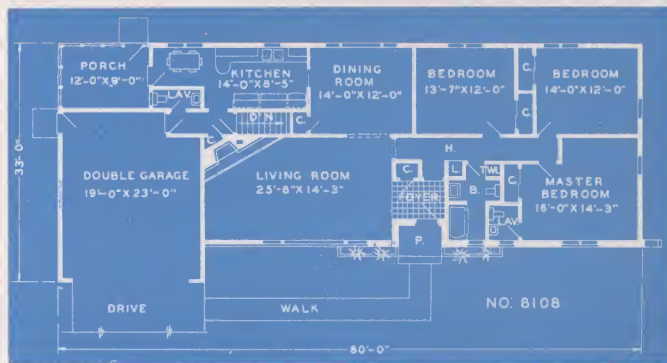 PORCH
12'-0"X9'-0"
KITCHEN
14'-0"X8'-5"
DINING
ROOM
14'-0"X12'-0"
BEDROOM
13'-7"X12'-0"
C.
BEDROOM
14'-0"X12'-0"
LAV.
D'N.
C.
C.
C.
33'-0"
DOUBLE GARAGE
19'-0"X23'-0"
LIVING ROOM
25'-8"X14'-3"
H.
C.
L
TWL
B.
C.
MASTER
BEDROOM
16'-0"X14'-3"
FOYER
LAV.
P.
DRIVE
WALK
NO. 8108
80'-0"